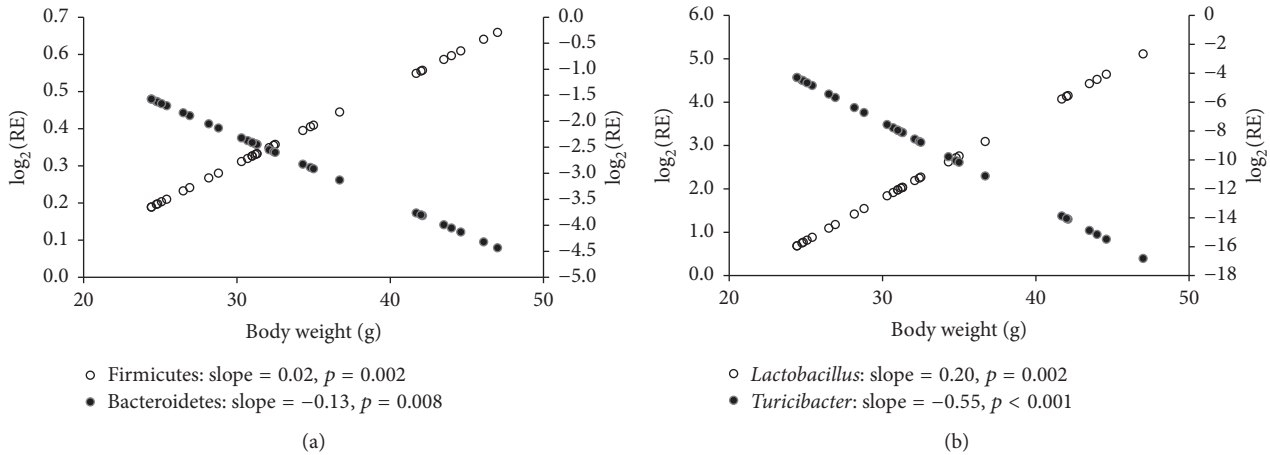 0.7
0.6
0.5
0.4
0.3
0.2
0.1
0.0
log₂(RE)
0.0
−0.5
−1.0
−1.5
−2.0
−2.5
−3.0
−3.5
−4.0
−4.5
−5.0
log₂(RE)
20 30 40 50
Body weight (g)
Firmicutes: slope = 0.02, p = 0.002
Bacteroidetes: slope = −0.13, p = 0.008
(a)
6.0
5.0
4.0
3.0
2.0
1.0
0.0
log₂(RE)
0
−2
−4
−6
−8
−10
−12
−14
−16
−18
log₂(RE)
20 30 40 50
Body weight (g)
Lactobacillus: slope = 0.20, p = 0.002
Turicibacter: slope = −0.55, p < 0.001
(b)